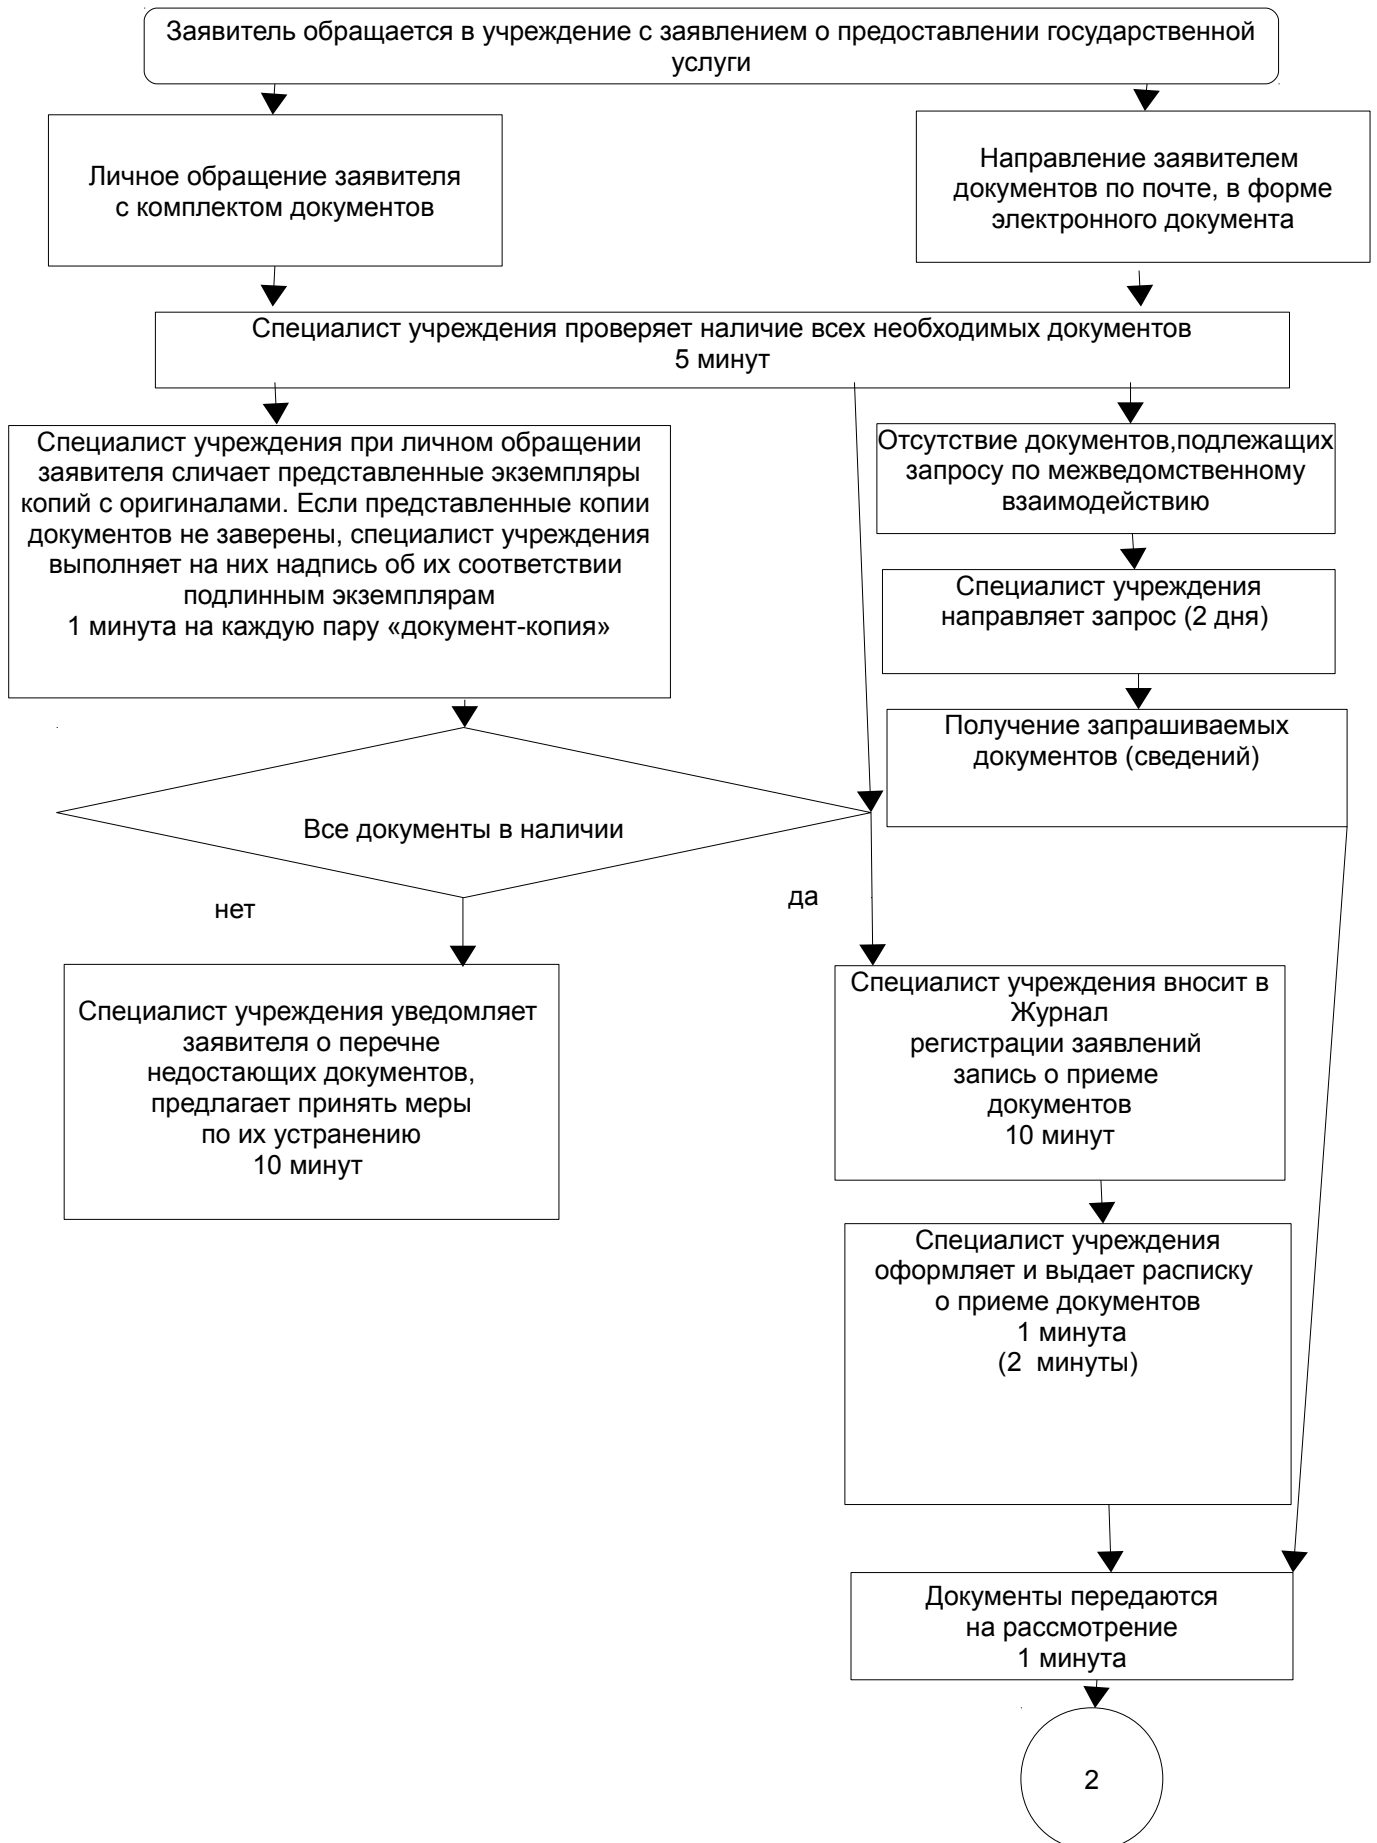 Заявитель обращается в учреждение с заявлением о предоставлении государственной
услуги
Личное обращение заявителя
с комплектом документов
Направление заявителем
документов по почте, в форме
электронного документа
Специалист учреждения проверяет наличие всех необходимых документов
5 минут
Специалист учреждения при личном обращении
заявителя сличает представленные экземпляры
копий с оригиналами. Если представленные копии
документов не заверены, специалист учреждения
выполняет на них надпись об их соответствии
подлинным экземплярам
1 минута на каждую пару «документ-копия»
Отсутствие документов,подлежащих
запросу по межведомственному
взаимодействию
Специалист учреждения
направляет запрос (2 дня)
Получение запрашиваемых
документов (сведений)
Все документы в наличии
нет
да
Специалист учреждения уведомляет
заявителя о перечне
недостающих документов,
предлагает принять меры
по их устранению
10 минут
Специалист учреждения вносит в
Журнал
регистрации заявлений
запись о приеме
документов
10 минут
Специалист учреждения
оформляет и выдает расписку
о приеме документов
1 минута
(2 минуты)
Документы передаются
на рассмотрение
1 минута
2